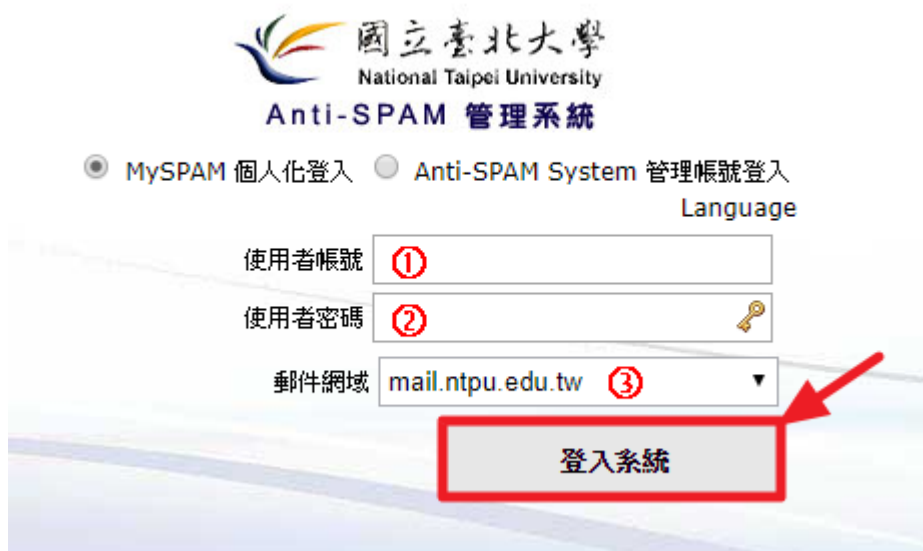 國立臺北大學
National Taipei University
Anti-SPAM 管理系統
MySPAM 個人化登入 Anti-SPAM System 管理帳號登入
Language
使用者帳號 ①
使用者密碼 ②
郵件網域 mail.ntpu.edu.tw ③
登入系統